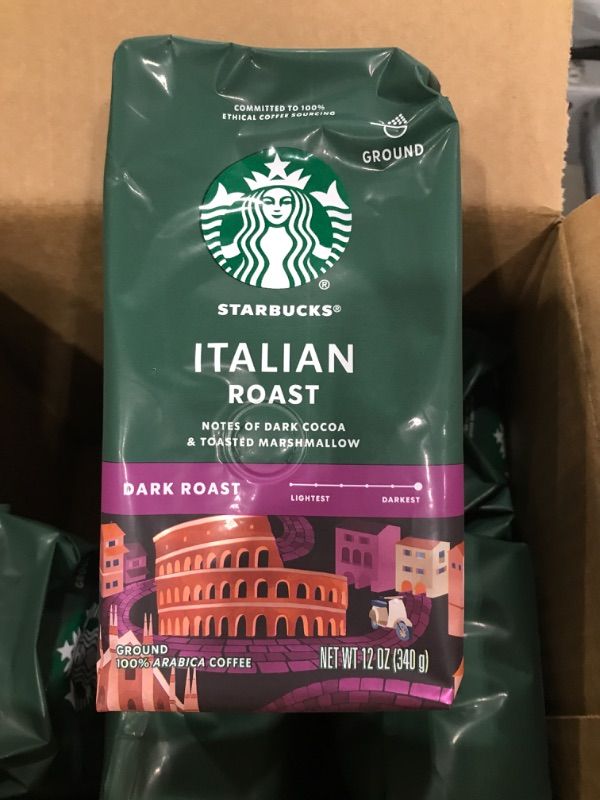 COMMITTED TO 100%
ETHICAL COFFEE SOURCING
GROUND
STARBUCKS®
ITALIAN
ROAST
NOTES OF DARK COCOA
& TOASTED MARSHMALLOW
DARK ROAST
LIGHTEST DARKEST
GROUND
100% ARABICA COFFEE
NET WT 12 OZ (340 g)